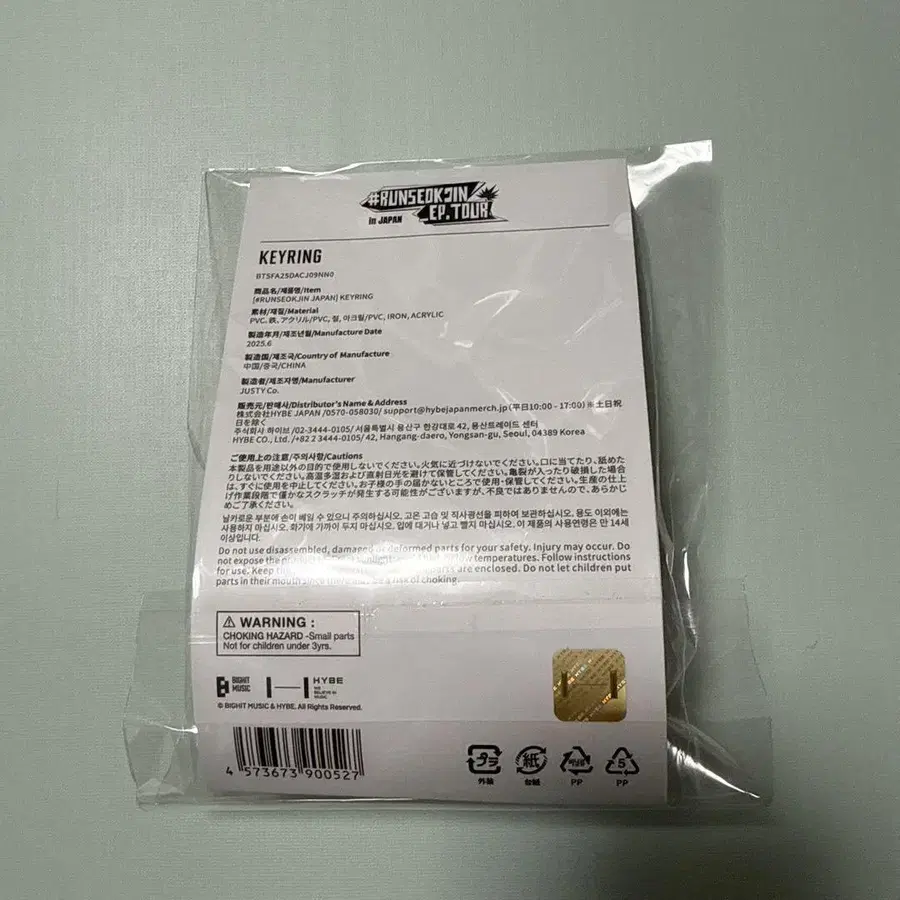 #RUNSEOKJIN
_EP.TOUR
in JAPAN
KEYRING
BTSFA25DACJ09NN0
商品名/제품명/Item
[#RUNSEOKJIN JAPAN] KEYRING
素材/재질/Material
PVC、鉄、アクリル/PVC, 철, 아크릴/PVC, IRON, ACRYLIC
製造年月/제조년월/Manufacture Date
2025.6
製造国/제조국/Country of Manufacture
中国/중국/CHINA
製造者/제조자명/Manufacturer
JUSTY Co.
販売元/판매사/Distributor's Name & Address
株式会社HYBE JAPAN /0570-058030/ support@hybejapanmerch.jp (平日10:00 - 17:00) ※土日祝
日を除く
주식회사 하이브 /02-3444-0105/ 서울특별시 용산구 한강대로 42, 용산트레이드 센터
HYBE CO., Ltd. /+82 2 3444-0105/ 42, Hangang-daero, Yongsan-gu, Seoul, 04389 Korea
ご使用上の注意/주의사항/Cautions
本製品を用途以外の目的で使用しないでください。火気に近づけないでください。口に当てたり、舐めた
りしないでください。高温多湿および直射日光を避けて保管してください。亀裂が入ったり破損した場合
は、すぐに使用を中止してください。お子様の手の届かないところで使用・保管してください。生産の仕上
げ作業段階で僅かなスクラッチが発生する可能性がございますが、不良ではありませんので、あらかじ
めご了承ください。
날카로운 부분에 손이 베일 수 있으니 주의하십시오. 고온 고습 및 직사광선을 피하여 보관하십시오. 용도 이외에는
사용하지 마십시오. 화기에 가까이 두지 마십시오. 입에 대거나 넣고 빨지 마십시오. 이 제품의 사용연령은 만 14세
이상입니다.
Do not use disassembled, damaged or deformed parts for your safety. Injury may occur. Do
not expose the sunlight temperatures. Follow instructions
for use. Keep parts are enclosed. Do not let children put
parts in their mouth since there may be a risk of choking.
⚠ WARNING :
CHOKING HAZARD -Small parts
Not for children under 3yrs.
BIGHIT
MUSIC
HYBE
WE
BELIEVE IN
MUSIC
© BIGHIT MUSIC & HYBE. All Rights Reserved.
4 573673 900527
プラ
外装
紙
台紙
PP
5
PP